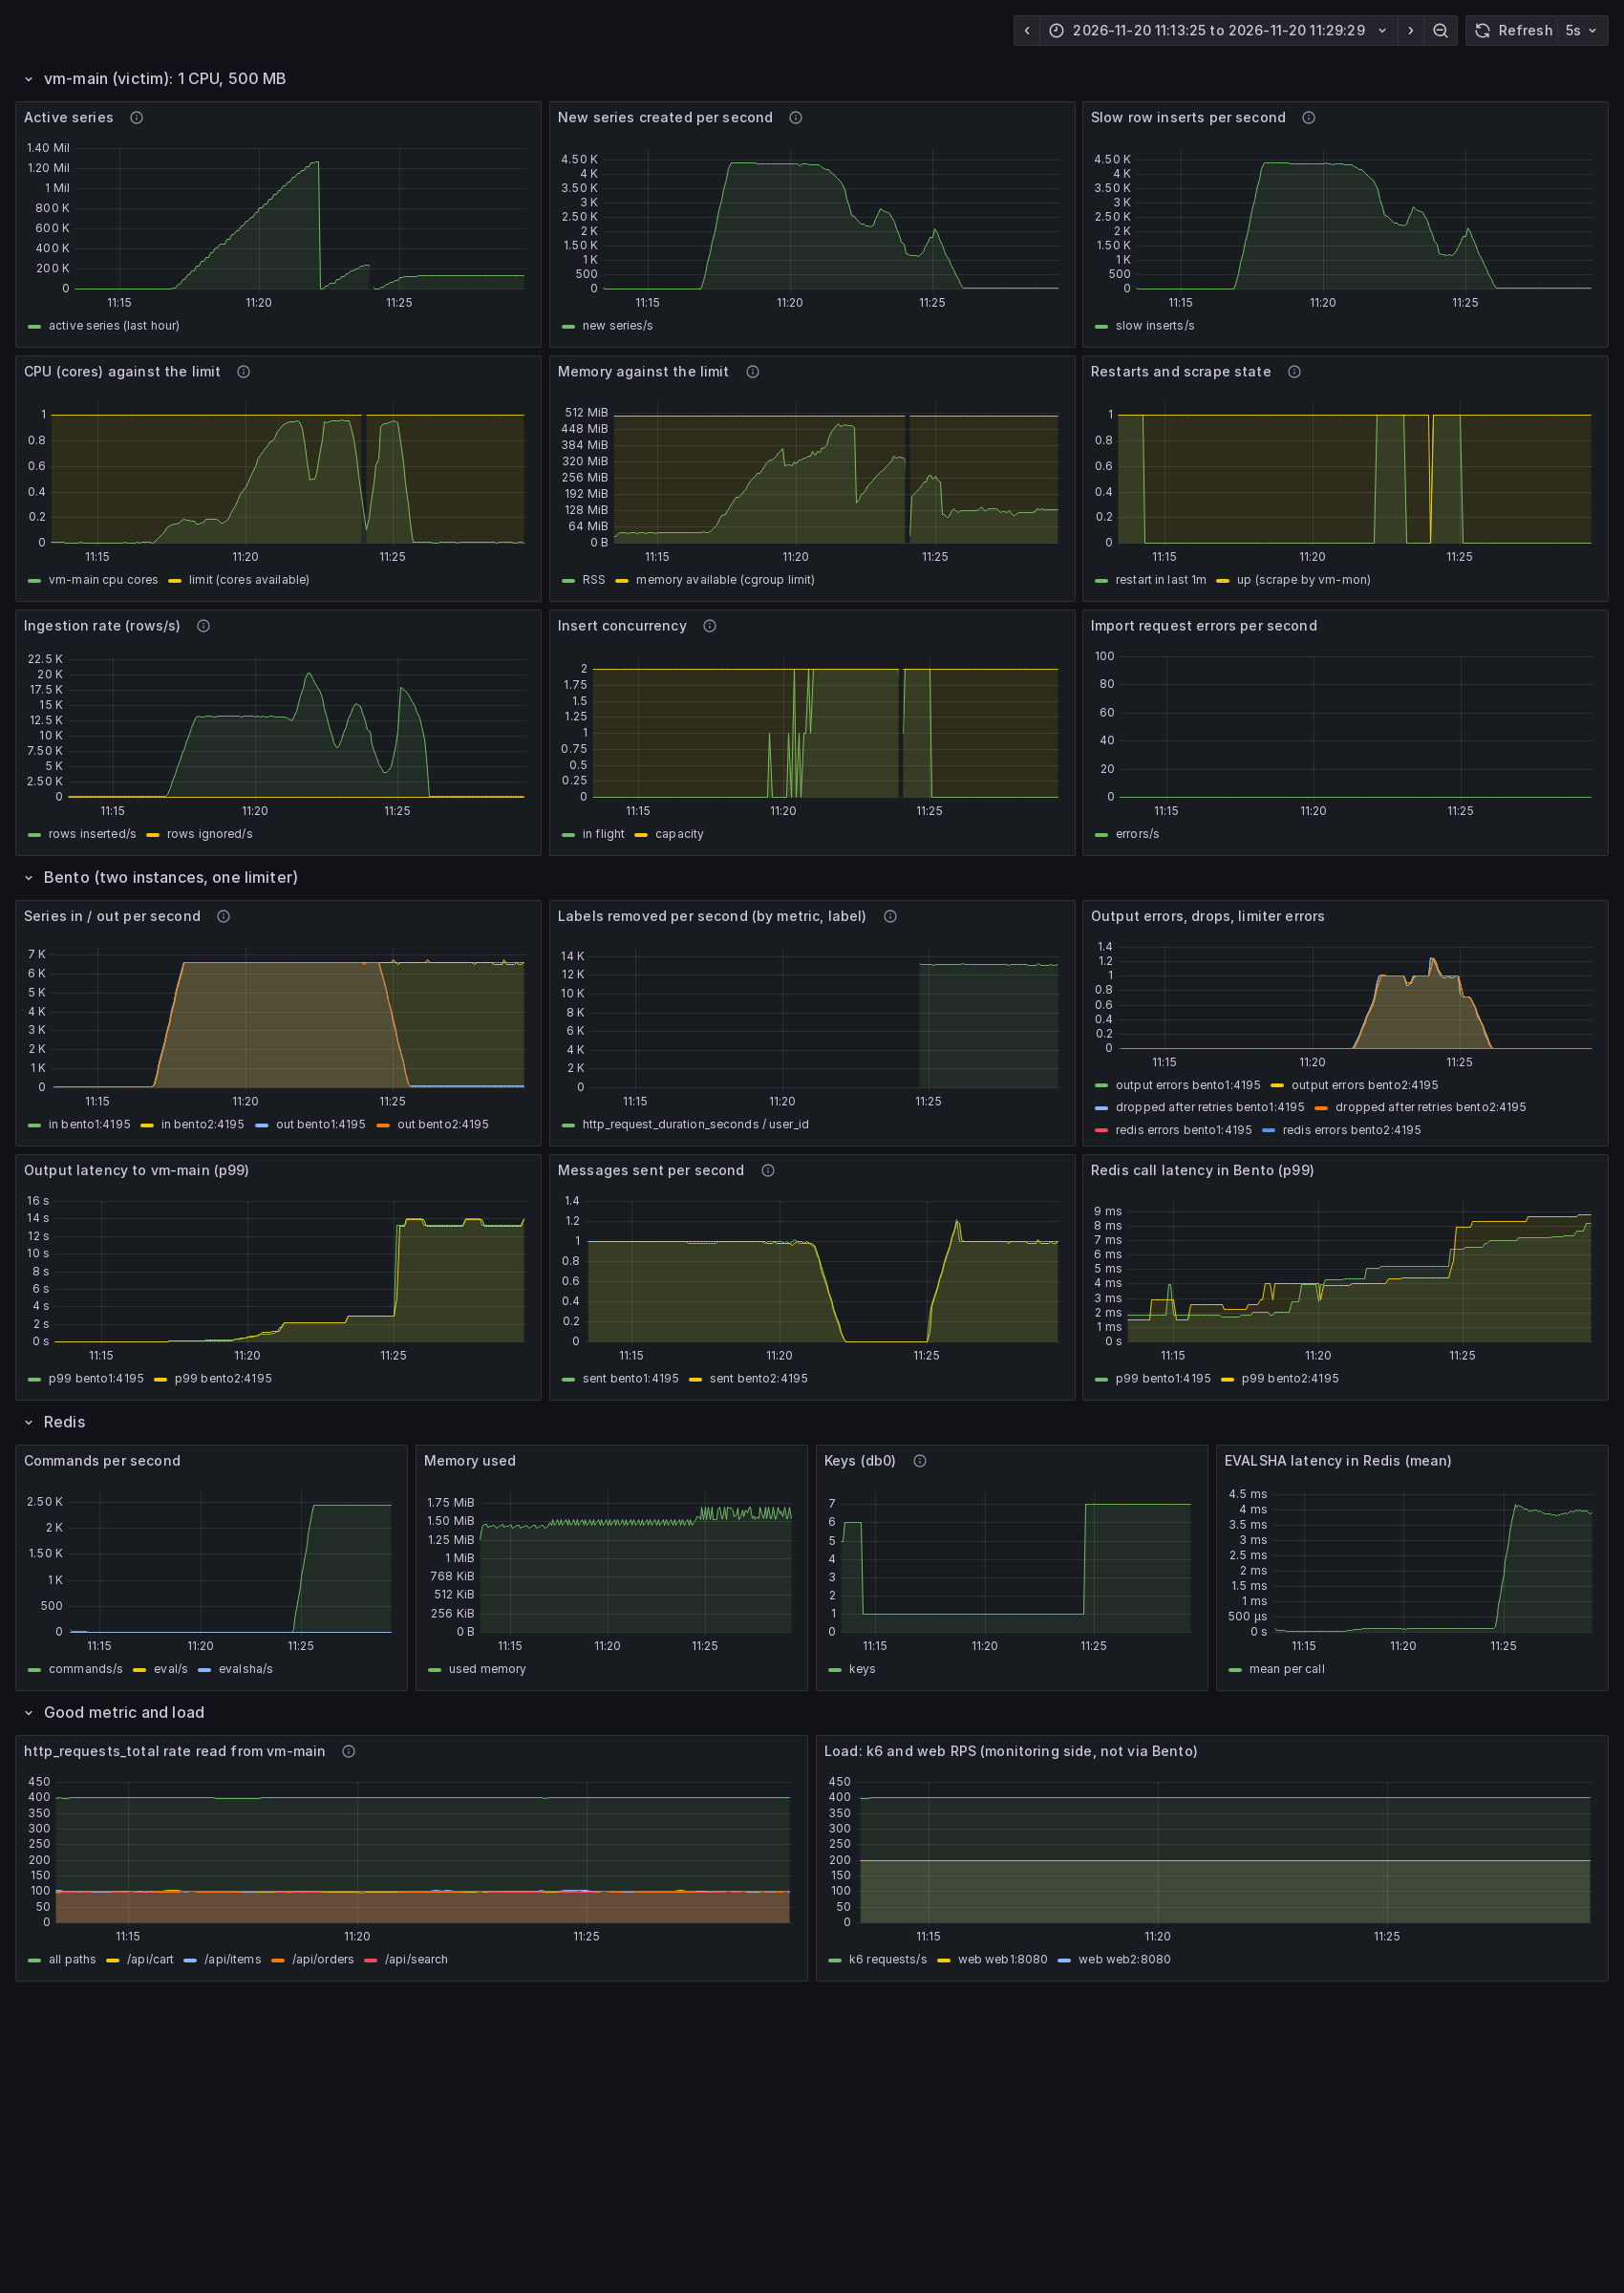 2026-11-20 11:13:25 to 2026-11-20 11:29:29 Refresh 5s
vm-main (victim): 1 CPU, 500 MB
Active series
1.40 Mil
1.20 Mil
1 Mil
800 K
600 K
400 K
200 K
0
11:15 11:20 11:25
active series (last hour)
New series created per second
4.50 K
4 K
3.50 K
3 K
2.50 K
2 K
1.50 K
1 K
500
0
11:15 11:20 11:25
new series/s
Slow row inserts per second
4.50 K
4 K
3.50 K
3 K
2.50 K
2 K
1.50 K
1 K
500
0
11:15 11:20 11:25
slow inserts/s
CPU (cores) against the limit
1
0.8
0.6
0.4
0.2
0
11:15 11:20 11:25
vm-main cpu cores limit (cores available)
Memory against the limit
512 MiB
448 MiB
384 MiB
320 MiB
256 MiB
192 MiB
128 MiB
64 MiB
0 B
11:15 11:20 11:25
RSS memory available (cgroup limit)
Restarts and scrape state
1
0.8
0.6
0.4
0.2
0
11:15 11:20 11:25
restart in last 1m up (scrape by vm-mon)
Ingestion rate (rows/s)
22.5 K
20 K
17.5 K
15 K
12.5 K
10 K
7.50 K
5 K
2.50 K
0
11:15 11:20 11:25
rows inserted/s rows ignored/s
Insert concurrency
2
1.75
1.5
1.25
1
0.75
0.5
0.25
0
11:15 11:20 11:25
in flight capacity
Import request errors per second
100
80
60
40
20
0
11:15 11:20 11:25
errors/s
Bento (two instances, one limiter)
Series in / out per second
7 K
6 K
5 K
4 K
3 K
2 K
1 K
0
11:15 11:20 11:25
in bento1:4195 in bento2:4195 out bento1:4195 out bento2:4195
Labels removed per second (by metric, label)
14 K
12 K
10 K
8 K
6 K
4 K
2 K
0
11:15 11:20 11:25
http_request_duration_seconds / user_id
Output errors, drops, limiter errors
1.4
1.2
1
0.8
0.6
0.4
0.2
0
11:15 11:20 11:25
output errors bento1:4195 output errors bento2:4195
dropped after retries bento1:4195 dropped after retries bento2:4195
redis errors bento1:4195 redis errors bento2:4195
Output latency to vm-main (p99)
16 s
14 s
12 s
10 s
8 s
6 s
4 s
2 s
0 s
11:15 11:20 11:25
p99 bento1:4195 p99 bento2:4195
Messages sent per second
1.4
1.2
1
0.8
0.6
0.4
0.2
0
11:15 11:20 11:25
sent bento1:4195 sent bento2:4195
Redis call latency in Bento (p99)
9 ms
8 ms
7 ms
6 ms
5 ms
4 ms
3 ms
2 ms
1 ms
0 s
11:15 11:20 11:25
p99 bento1:4195 p99 bento2:4195
Redis
Commands per second
2.50 K
2 K
1.50 K
1 K
500
0
11:15 11:20 11:25
commands/s eval/s evalsha/s
Memory used
1.75 MiB
1.50 MiB
1.25 MiB
1 MiB
768 KiB
512 KiB
256 KiB
0 B
11:15 11:20 11:25
used memory
Keys (db0)
7
6
5
4
3
2
1
0
11:15 11:20 11:25
keys
EVALSHA latency in Redis (mean)
4.5 ms
4 ms
3.5 ms
3 ms
2.5 ms
2 ms
1.5 ms
1 ms
500 µs
0 s
11:15 11:20 11:25
mean per call
Good metric and load
http_requests_total rate read from vm-main
450
400
350
300
250
200
150
100
50
0
11:15 11:20 11:25
all paths /api/cart /api/items /api/orders /api/search
Load: k6 and web RPS (monitoring side, not via Bento)
450
400
350
300
250
200
150
100
50
0
11:15 11:20 11:25
k6 requests/s web web1:8080 web web2:8080